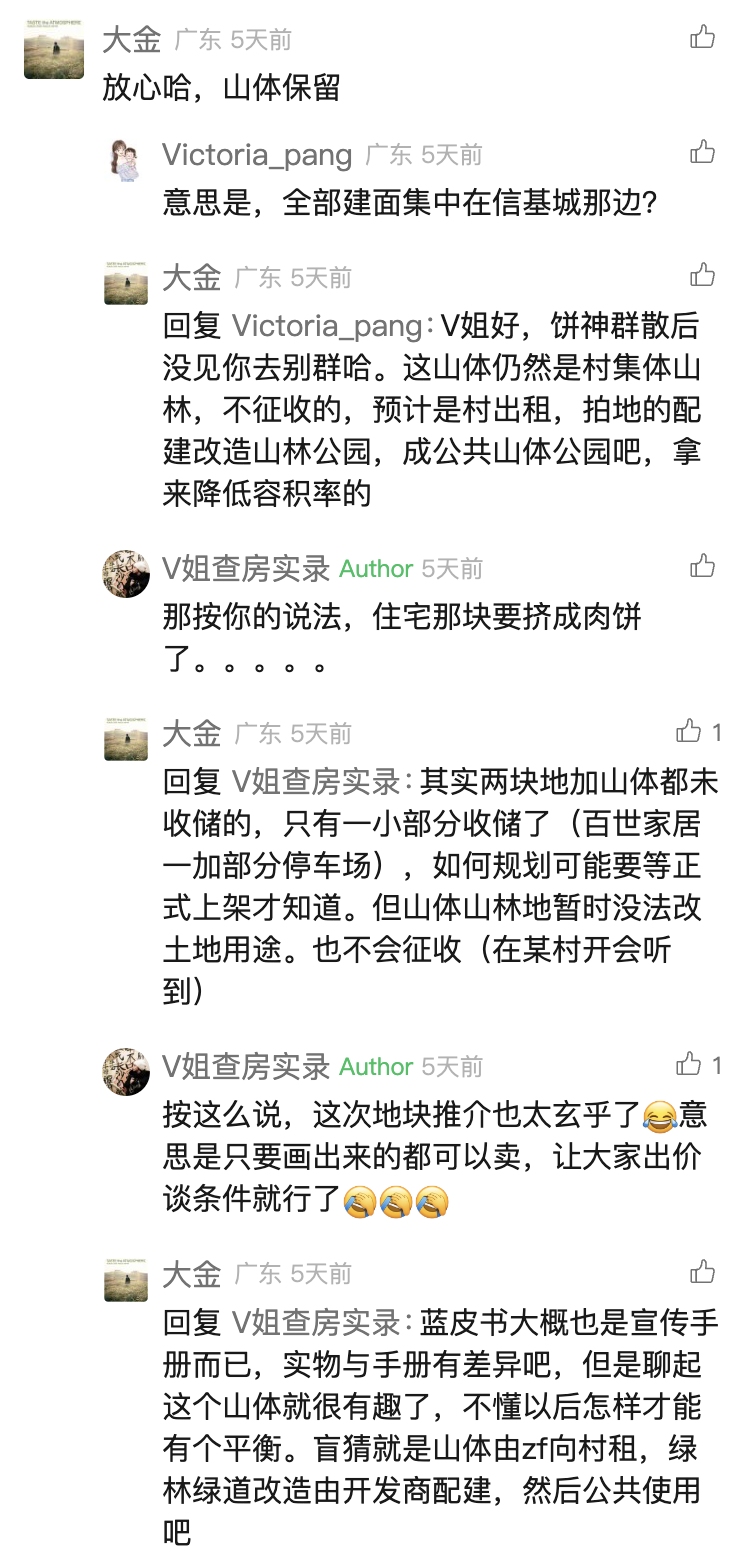 TASTE the ATMOSPHERE
大金 广东 5天前
放心哈，山体保留
Victoria_pang 广东 5天前
意思是，全部建面集中在信基城那边?
大金 广东 5天前
回复 Victoria_pang:V姐好，饼神群散后
没见你去别群哈。这山体仍然是村集体山
林，不征收的，预计是村出租，拍地的配
建改造山林公园，成公共山体公园吧，拿
来降低容积率的
V姐查房实录 Author 5天前
那按你的说法，住宅那块要挤成肉饼
了。。。。。
大金 广东 5天前 1
回复 V姐查房实录:其实两块地加山体都未
收储的，只有一小部分收储了（百世家居
一加部分停车场），如何规划可能要等正
式上架才知道。但山体山林地暂时没法改
土地用途。也不会征收（在某村开会听
到）
V姐查房实录 Author 5天前 1
按这么说，这次地块推介也太玄乎了😂意
思是只要画出来的都可以卖，让大家出价
谈条件就行了🤣🤣🤣
大金 广东 5天前
回复 V姐查房实录:蓝皮书大概也是宣传手
册而已，实物与手册有差异吧，但是聊起
这个山体就很有趣了，不懂以后怎样才能
有个平衡。盲猜就是山体由zf向村租，绿
林绿道改造由开发商配建，然后公共使用
吧